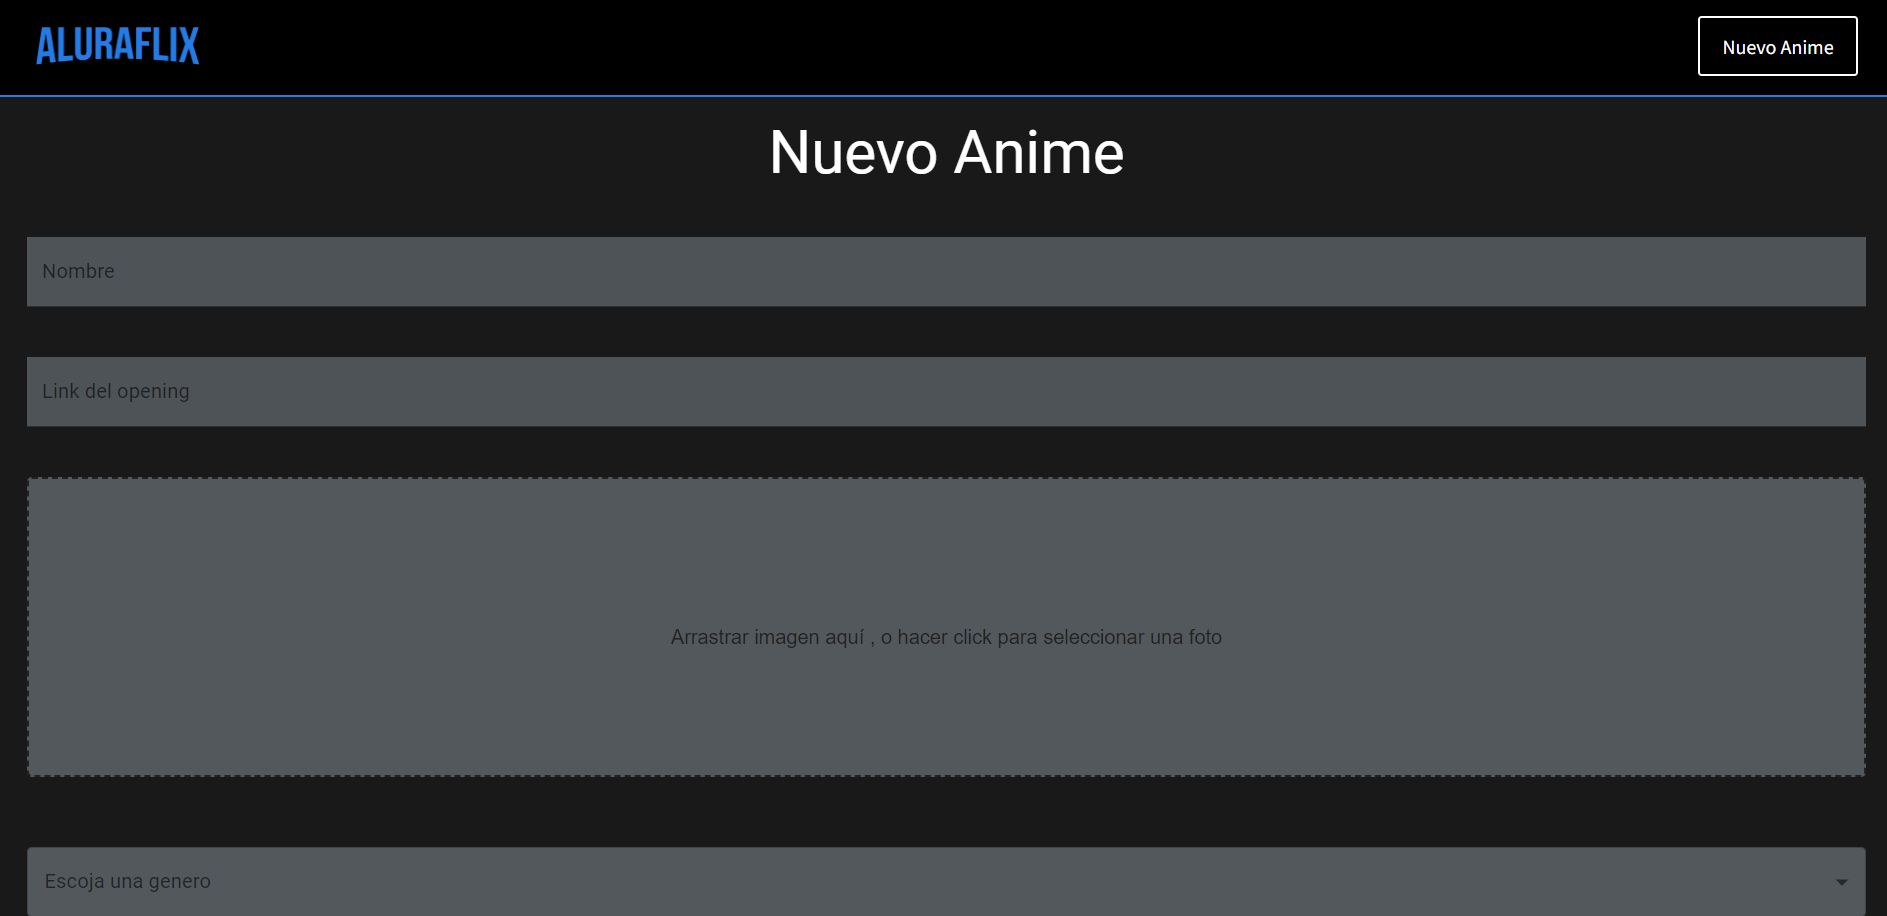 ALURAFLIX
Nuevo Anime
Nuevo Anime
Nombre
Link del opening
Arrastrar imagen aquí , o hacer click para seleccionar una foto
Escoja una genero